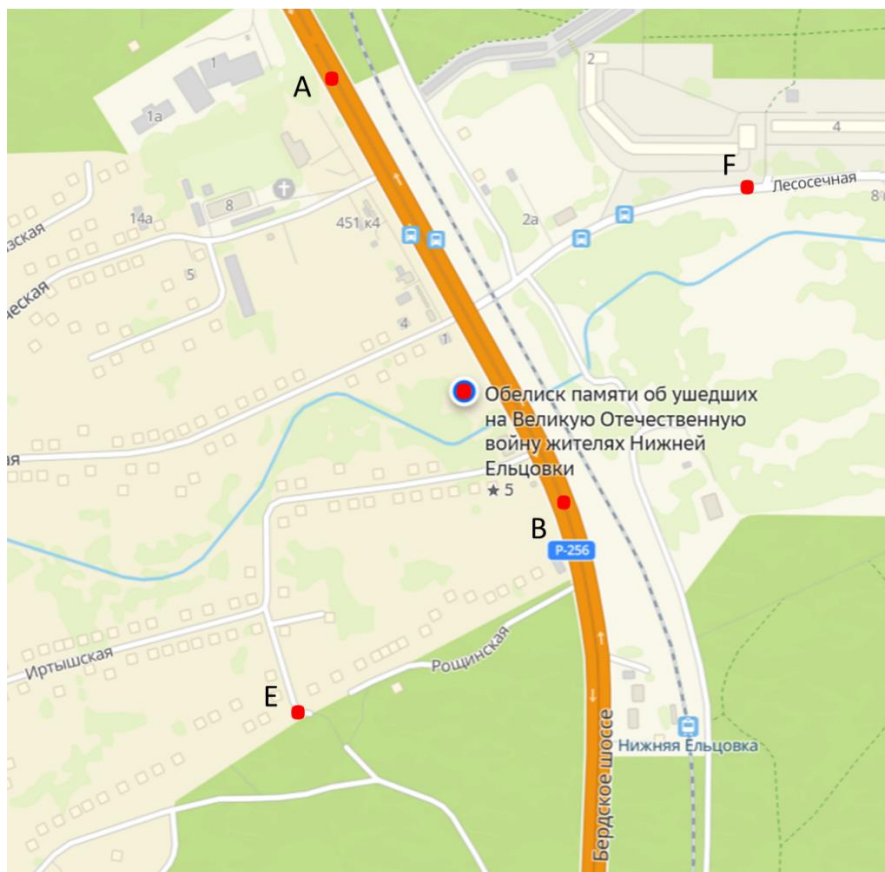 1
2
A
1а
4
F
Лесосечная
8
14а
8
451 к4
2а
5
4
1
Обелиск памяти об ушедших
на Великую Отечественную
войну жителях Нижней
Ельцовки
★ 5
B
Р-256
Рощинская
Иртышская
E
Нижняя Ельцовка
Бердское шоссе